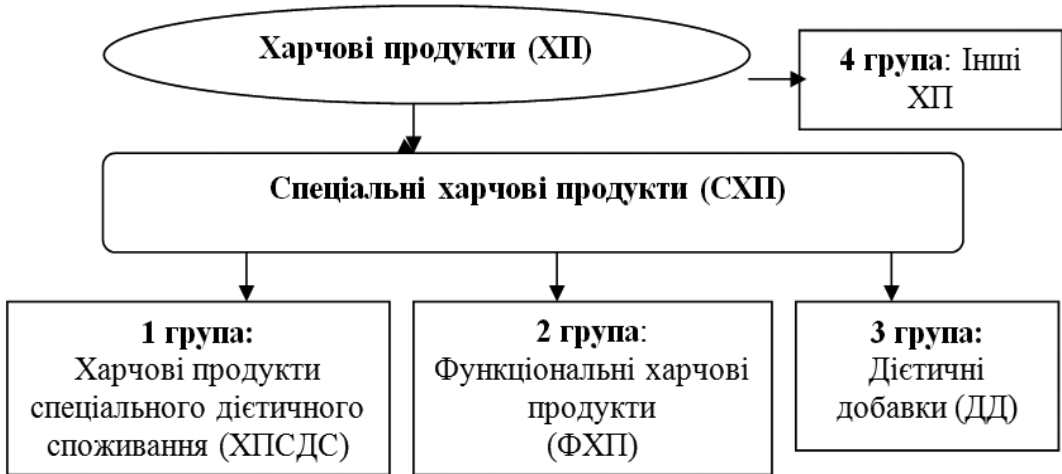 Харчові продукти (ХП)
4 група: Інші
ХП
Спеціальні харчові продукти (СХП)
1 група:
Харчові продукти
спеціального дієтичного
споживання (ХПСДС)
2 група:
Функціональні харчові
продукти
(ФХП)
3 група:
Дієтичні
добавки (ДД)